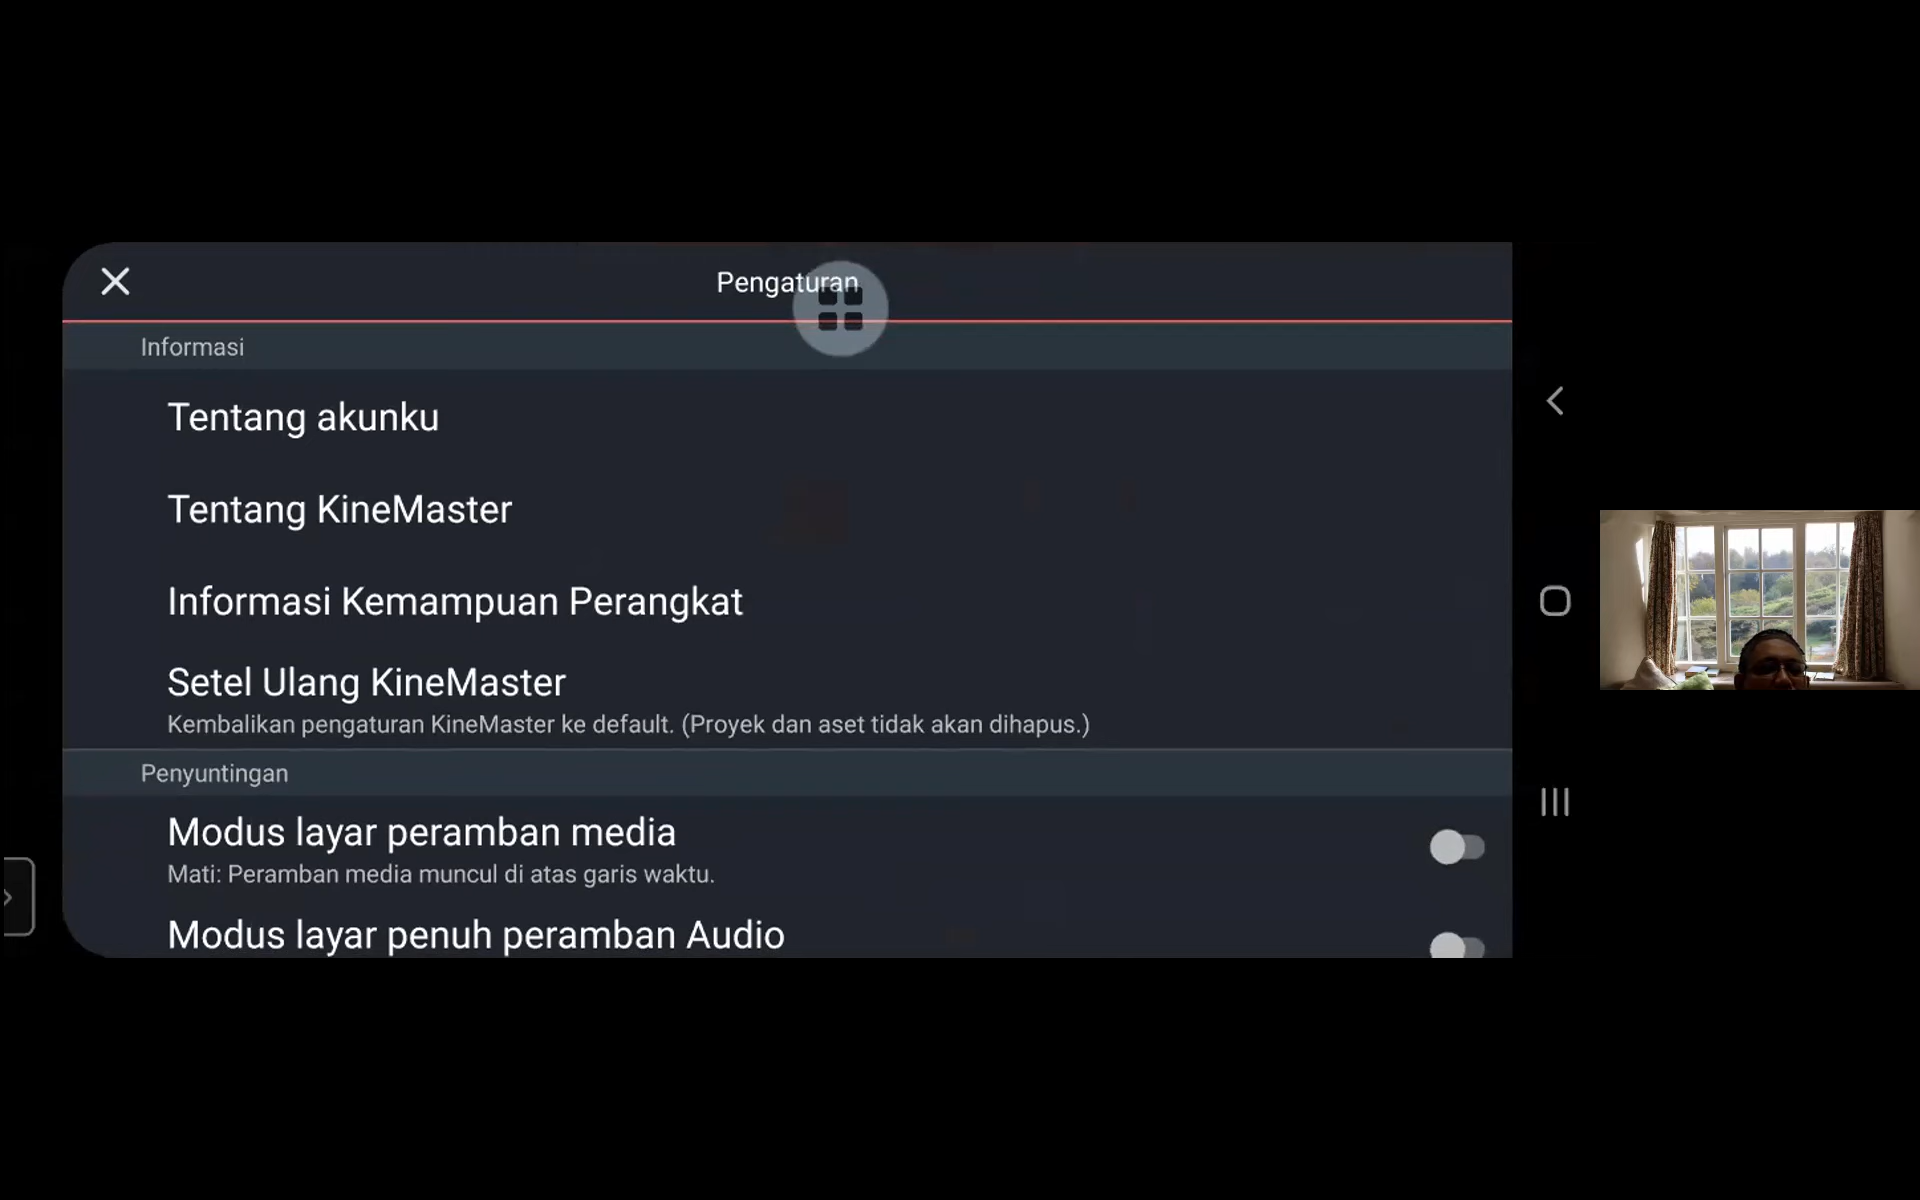 Pengaturan
Informasi
Tentang akunku
Tentang KineMaster
Informasi Kemampuan Perangkat
Setel Ulang KineMaster
Kembalikan pengaturan KineMaster ke default. (Proyek dan aset tidak akan dihapus.)
Penyuntingan
Modus layar peramban media
Mati: Peramban media muncul di atas garis waktu.
Modus layar penuh peramban Audio